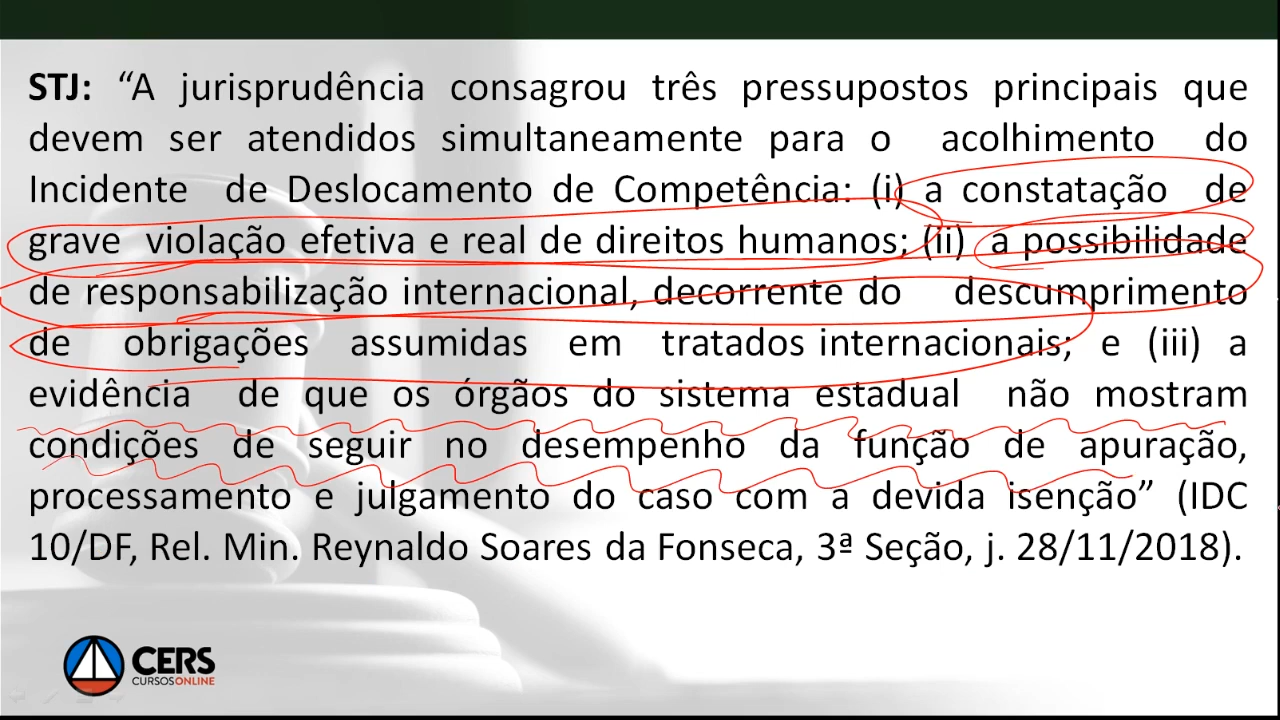 STJ: “A jurisprudência consagrou três pressupostos principais que
devem ser atendidos simultaneamente para o acolhimento do
Incidente de Deslocamento de Competência: (i) a constatação de
grave violação efetiva e real de direitos humanos; (ii) a possibilidade
de responsabilização internacional, decorrente do descumprimento
de obrigações assumidas em tratados internacionais; e (iii) a
evidência de que os órgãos do sistema estadual não mostram
condições de seguir no desempenho da função de apuração,
processamento e julgamento do caso com a devida isenção” (IDC
10/DF, Rel. Min. Reynaldo Soares da Fonseca, 3ª Seção, j. 28/11/2018).
CERS
CURSOS ONLINE